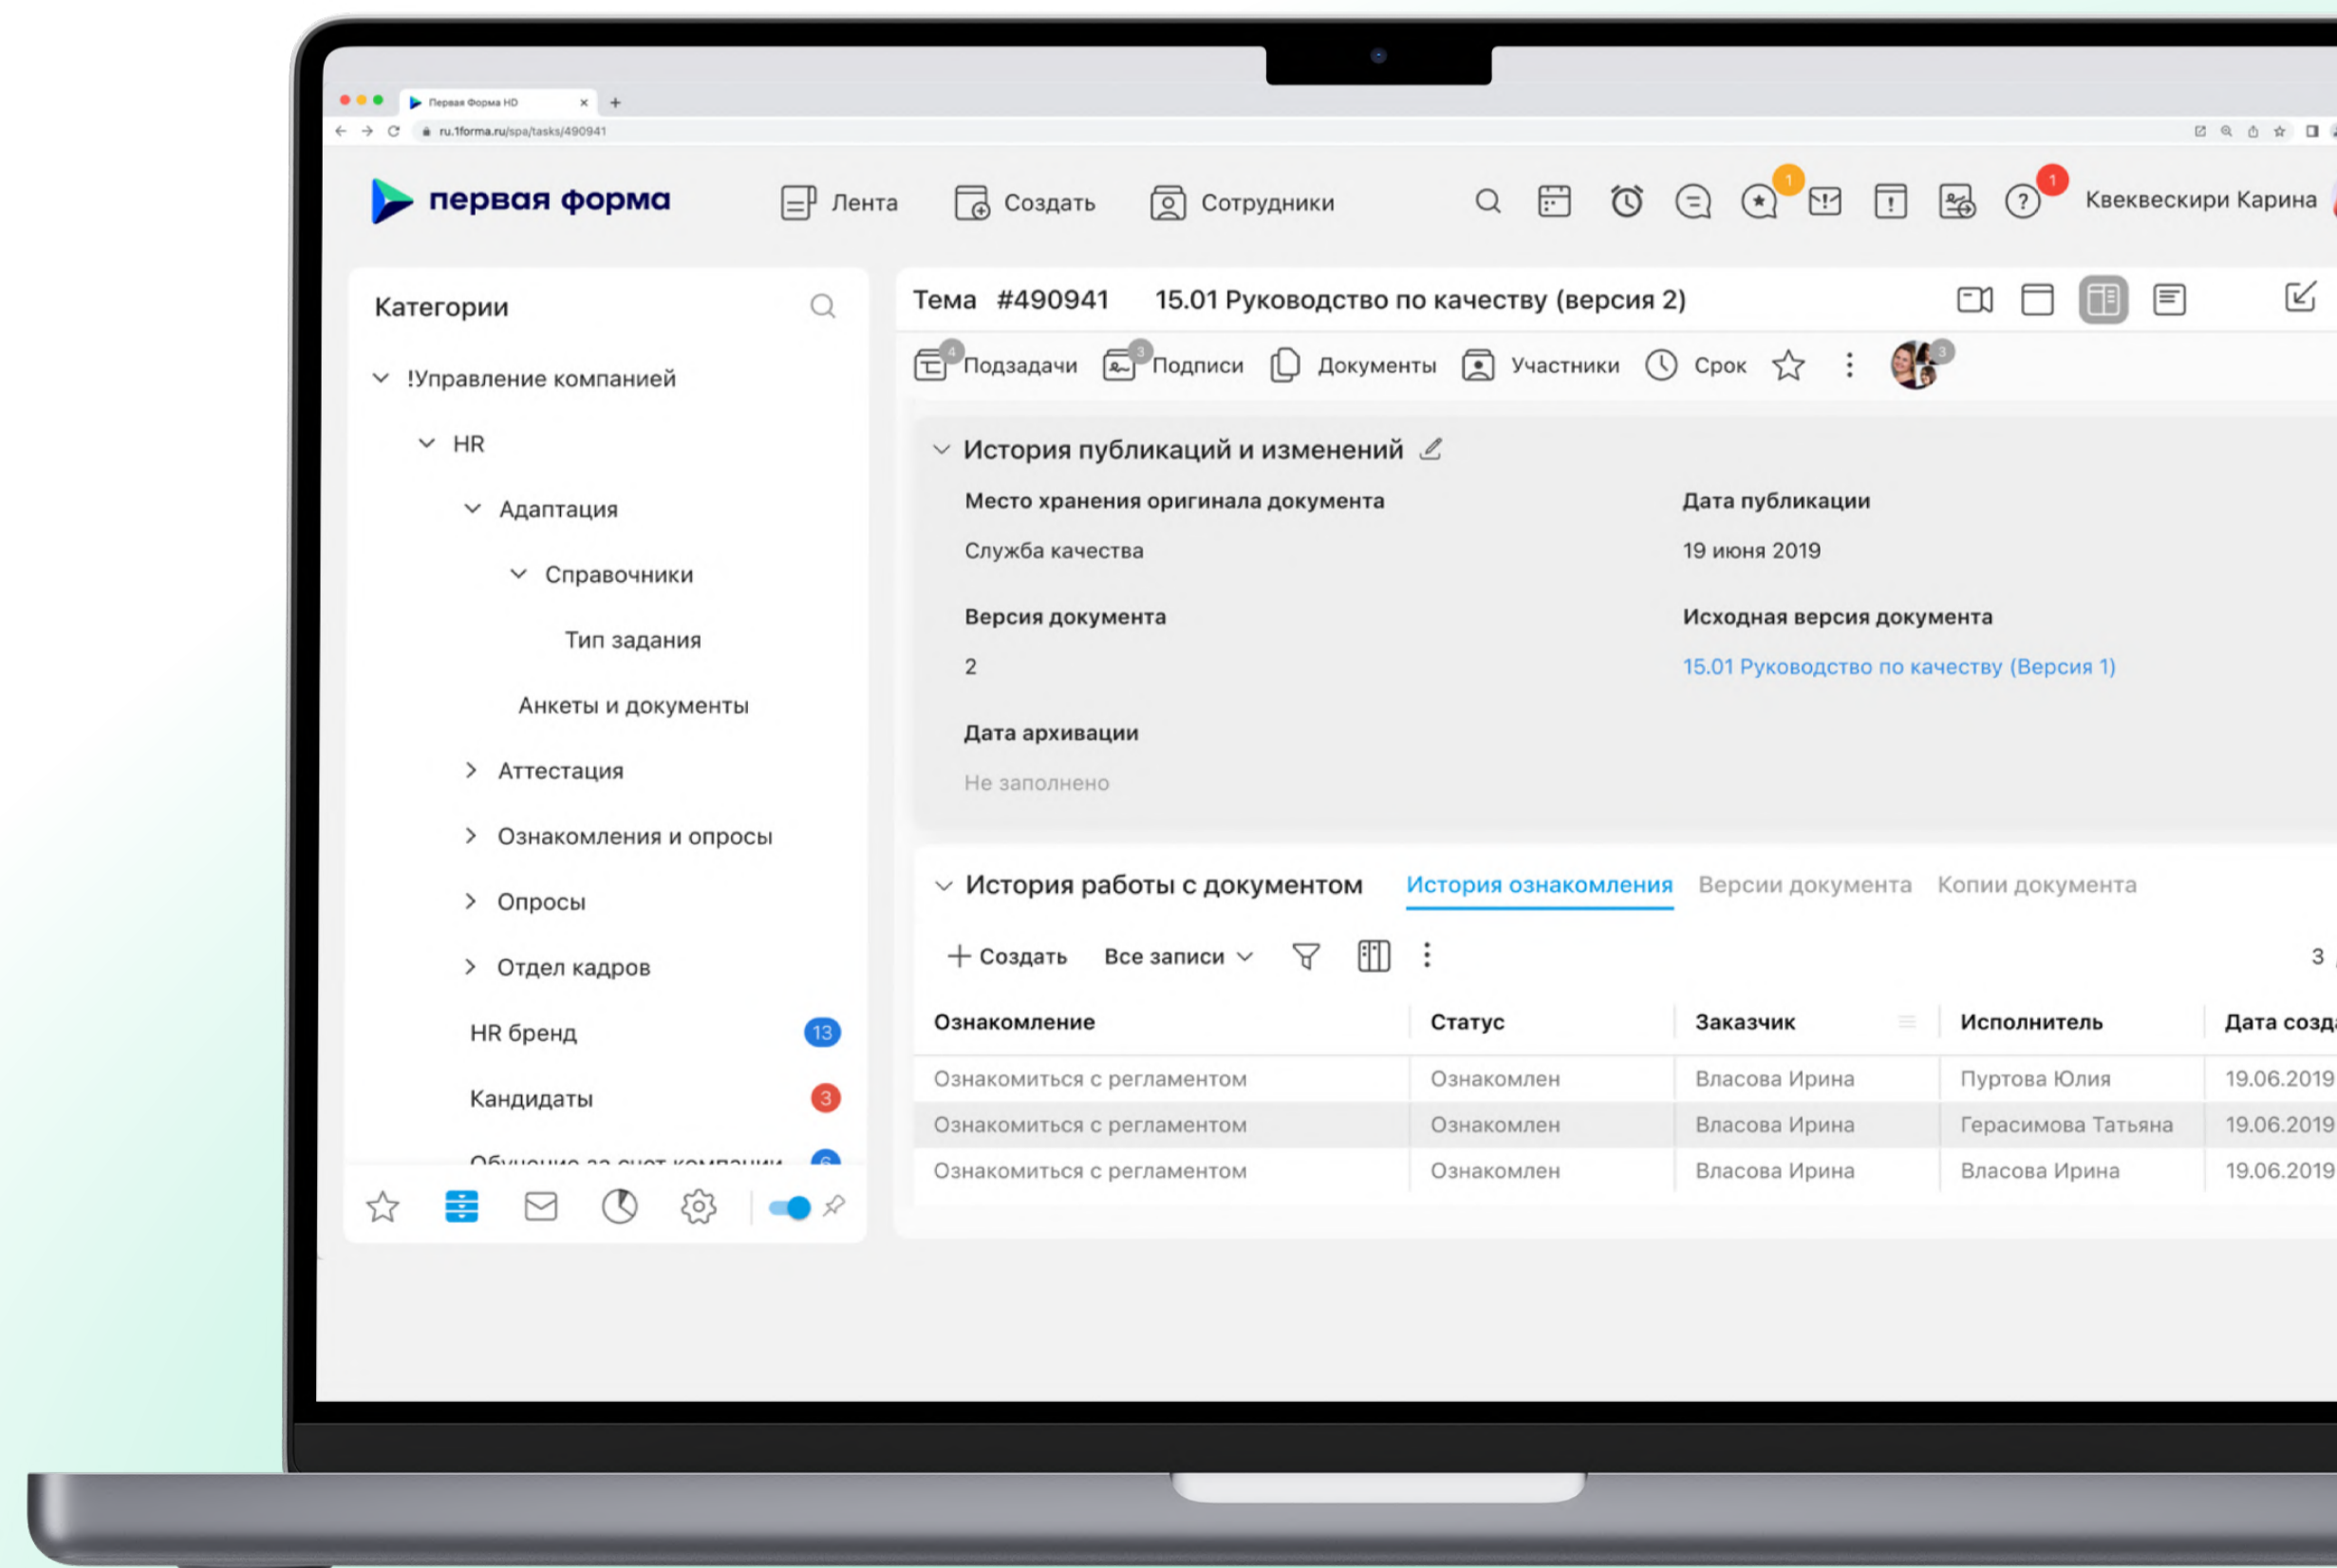 Первая Форма HD
ru.1forma.ru/spa/tasks/490941
первая форма
Лента
Создать
Сотрудники
1
1
Квеквескири Карина
Категории
!Управление компанией
HR
Адаптация
Справочники
Тип задания
Анкеты и документы
Аттестация
Ознакомления и опросы
Опросы
Отдел кадров
HR бренд 13
Кандидаты 3
Обучение за счет компании 6
Тема #490941 15.01 Руководство по качеству (версия 2)
4 Подзадачи 3 Подписи Документы Участники Срок 3
История публикаций и изменений
Место хранения оригинала документа Дата публикации
Служба качества 19 июня 2019
Версия документа Исходная версия документа
2 15.01 Руководство по качеству (Версия 1)
Дата архивации
Не заполнено
История работы с документом История ознакомления Версии документа Копии документа
Создать Все записи 3
Ознакомление Статус Заказчик Исполнитель Дата созд
Ознакомиться с регламентом Ознакомлен Власова Ирина Пуртова Юлия 19.06.2019
Ознакомиться с регламентом Ознакомлен Власова Ирина Герасимова Татьяна 19.06.2019
Ознакомиться с регламентом Ознакомлен Власова Ирина Власова Ирина 19.06.2019